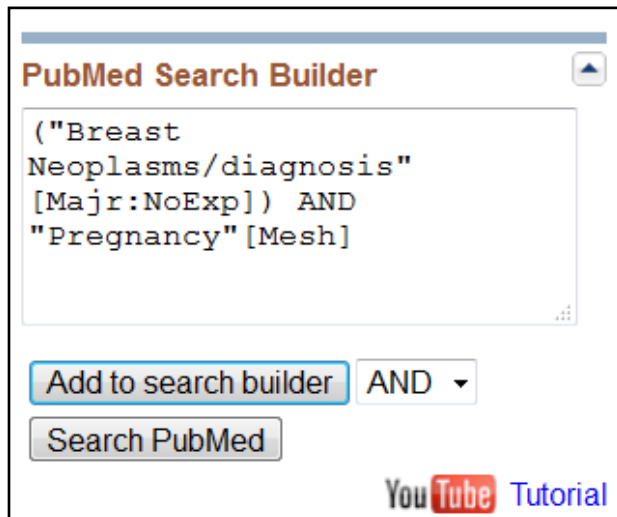 PubMed Search Builder
("Breast
Neoplasms/diagnosis"
[Majr:NoExp]) AND
"Pregnancy"[Mesh]
Add to search builder AND
Search PubMed
YouTube Tutorial